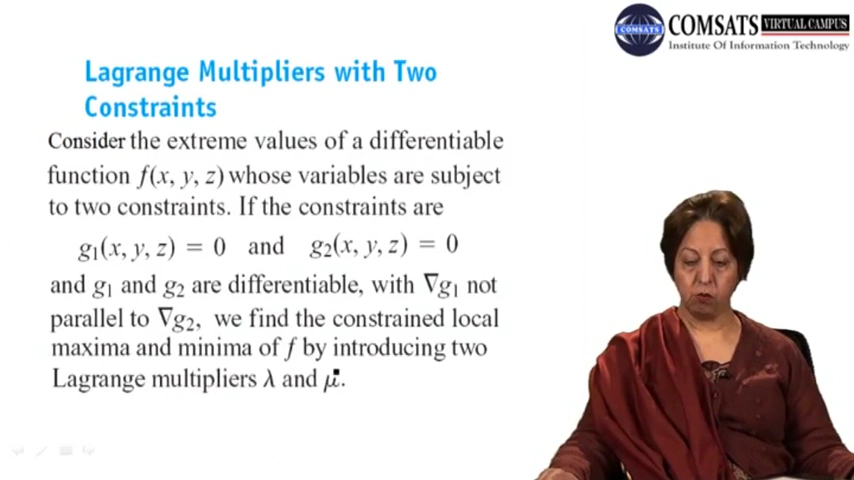 COMSATS VIRTUAL CAMPUS
COMSATS
Institute Of Information Technology
Lagrange Multipliers with Two
Constraints
Consider the extreme values of a differentiable
function f(x, y, z) whose variables are subject
to two constraints. If the constraints are
g₁(x, y, z) = 0 and g₂(x, y, z) = 0
and g₁ and g₂ are differentiable, with ∇g₁ not
parallel to ∇g₂, we find the constrained local
maxima and minima of f by introducing two
Lagrange multipliers λ and μ.